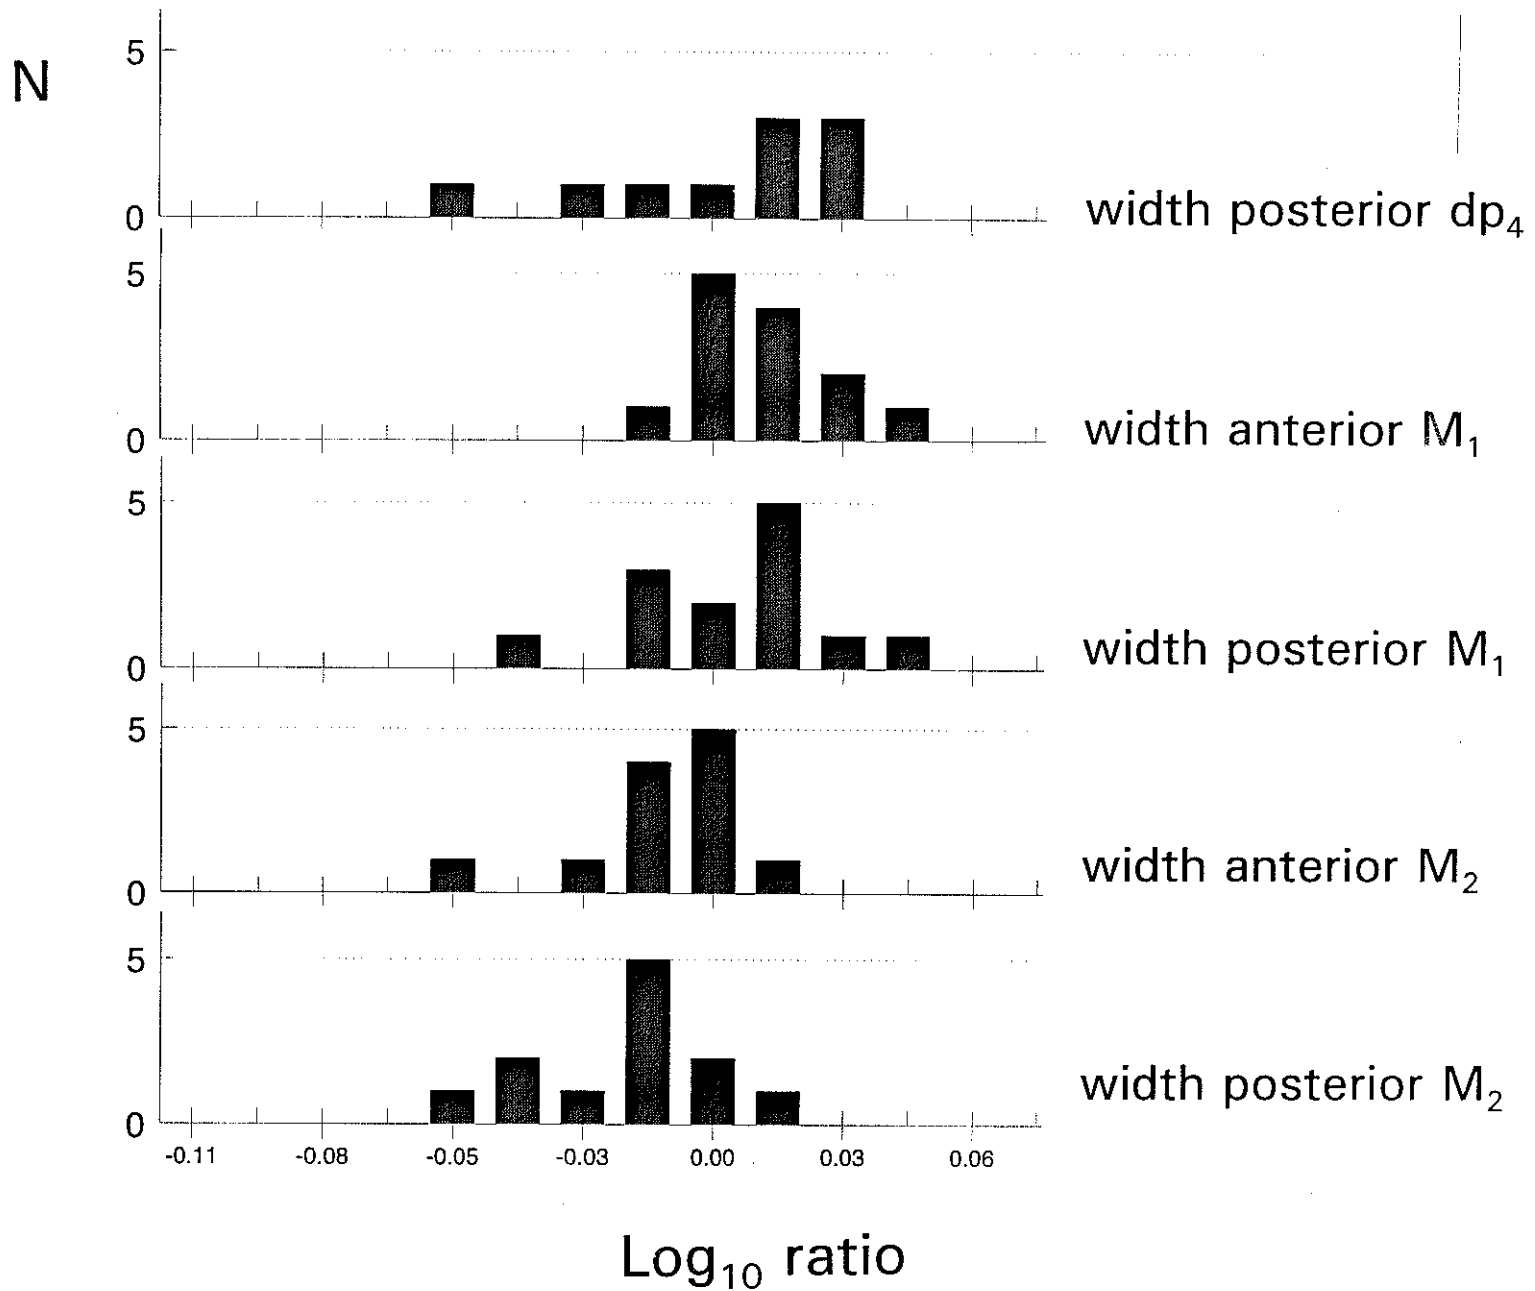 N
5
0
width posterior dp₄
5
0
width anterior M₁
5
0
width posterior M₁
5
0
width anterior M₂
5
0
width posterior M₂
-0.11 -0.08 -0.05 -0.03 0.00 0.03 0.06
Log₁₀ ratio